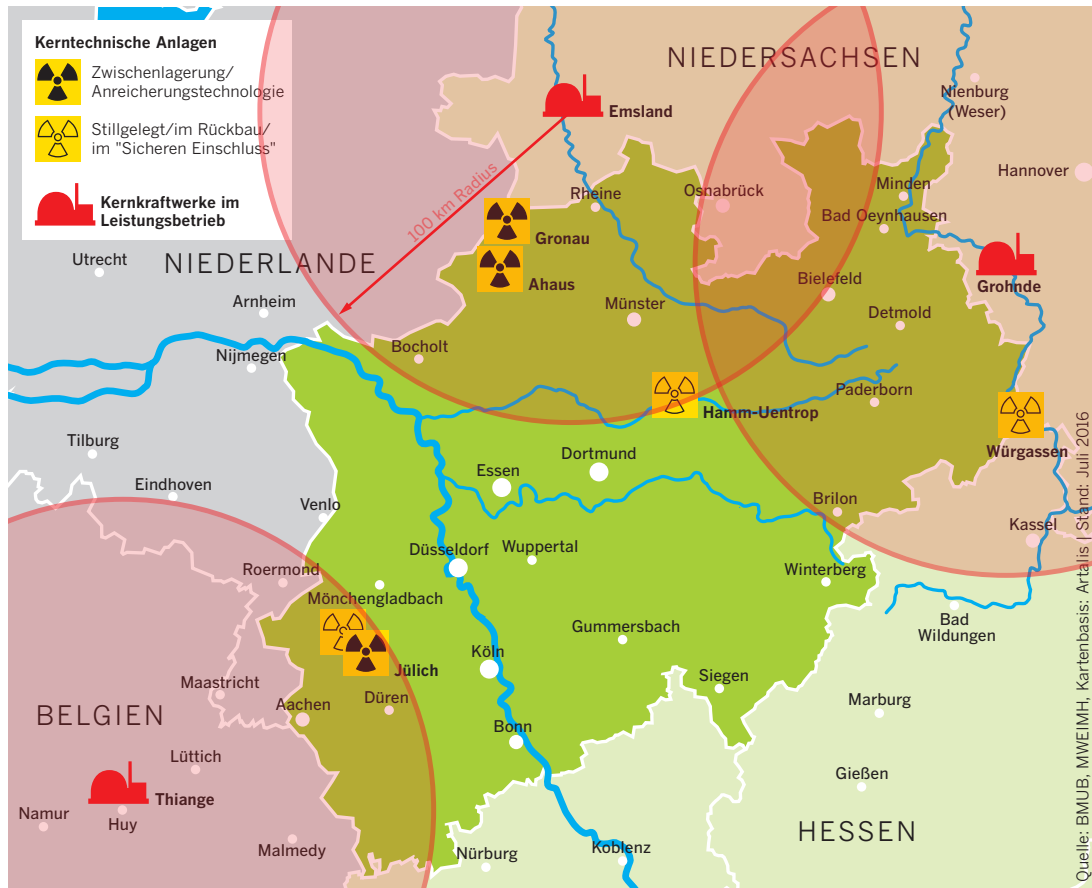 Kerntechnische Anlagen
Zwischenlagerung/
Anreicherungstechnologie
Stillgelegt/im Rückbau/
im "Sicheren Einschluss"
Kernkraftwerke im
Leistungsbetrieb
NIEDERSACHSEN
Emsland
Nienburg
(Weser)
Hannover
100 km Radius
Rheine
Osnabrück
Minden
Bad Oeynhausen
Gronau
Utrecht
NIEDERLANDE
Ahaus
Bielefeld
Grohnde
Arnheim
Münster
Detmold
Nijmegen
Bocholt
Paderborn
Hamm-Uentrop
Tilburg
Würgassen
Essen
Dortmund
Eindhoven
Venlo
Brilon
Kassel
Düsseldorf
Wuppertal
Roermond
Winterberg
Mönchengladbach
Gummersbach
Bad
Wildungen
Köln
Jülich
Maastricht
Siegen
Aachen
Düren
Marburg
BELGIEN
Bonn
Lüttich
Gießen
Thiange
Namur
Huy
HESSEN
Malmedy
Nürburg
Koblenz
Quelle: BMUB, MWEIMH, Kartenbasis: Artalis | Stand: Juli 2016